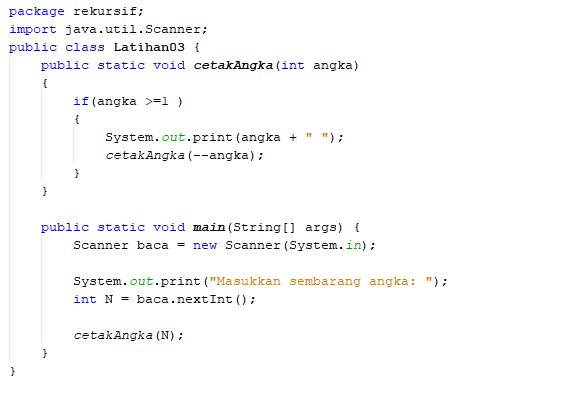 package rekursif;
import java.util.Scanner;
public class Latihan03 {
    public static void cetakAngka(int angka)
    {
        if(angka >=1 )
        {
            System.out.print(angka + " ");
            cetakAngka(--angka);
        }
    }

    public static void main(String[] args) {
        Scanner baca = new Scanner(System.in);

        System.out.print("Masukkan sembarang angka: ");
        int N = baca.nextInt();

        cetakAngka(N);
    }
}